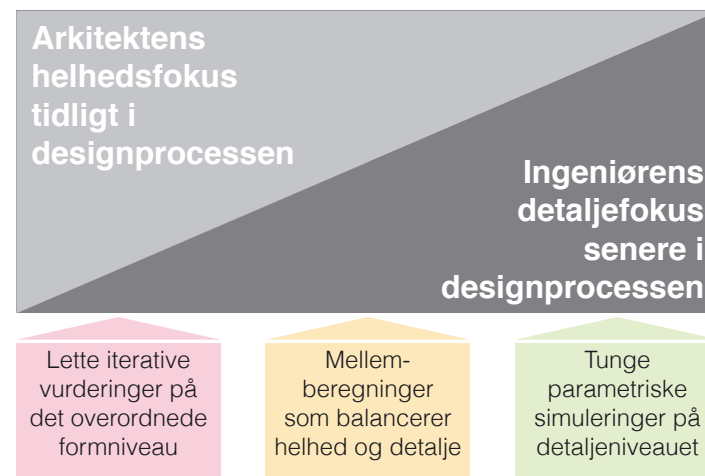 Arkitektens
helhedsfokus
tidligt i
designprocessen
Ingeniørens
detaljefokus
senere i
designprocessen
Lette iterative
vurderinger på
det overordnede
formniveau
Mellem-
beregninger
som balancerer
helhed og detalje
Tunge
parametriske
simuleringer på
detaljeniveauet